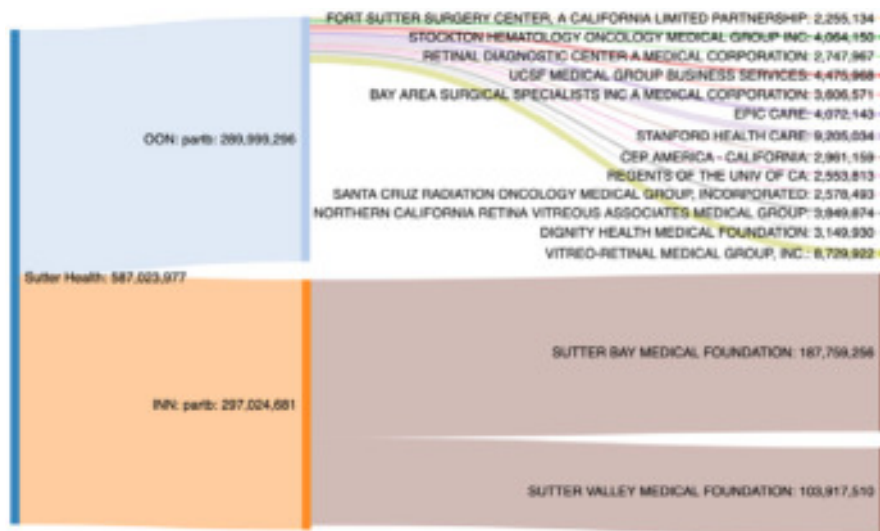 FORT SUTTER SURGERY CENTER, A CALIFORNIA LIMITED PARTNERSHIP: 2,255,134
STOCKTON HEMATOLOGY ONCOLOGY MEDICAL GROUP INC: 4,064,150
RETINAL DIAGNOSTIC CENTER A MEDICAL CORPORATION: 2,747,967
UCSF MEDICAL GROUP BUSINESS SERVICES: 4,475,968
BAY AREA SURGICAL SPECIALISTS INC A MEDICAL CORPORATION: 3,606,571
EPIC CARE: 4,072,143
OON: partb: 289,999,296
STANFORD HEALTH CARE: 9,205,034
CEP AMERICA - CALIFORNIA: 2,961,159
REGENTS OF THE UNIV OF CA: 2,553,813
SANTA CRUZ RADIATION ONCOLOGY MEDICAL GROUP, INCORPORATED: 2,578,493
NORTHERN CALIFORNIA RETINA VITREOUS ASSOCIATES MEDICAL GROUP: 3,849,874
DIGNITY HEALTH MEDICAL FOUNDATION: 3,149,930
VITREO-RETINAL MEDICAL GROUP, INC.: 8,729,922
Sutter Health: 587,023,977
SUTTER BAY MEDICAL FOUNDATION: 187,759,256
INN: partb: 297,024,681
SUTTER VALLEY MEDICAL FOUNDATION: 103,917,510